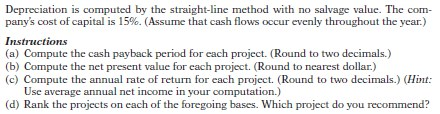 Depreciation is computed by the straight-line method with no salvage value. The com-
pany's cost of capital is 15%. (Assume that cash flows occur evenly throughout the year.)
Instructions
(a) Compute the cash payback period for each project. (Round to two decimals.)
(b) Compute the net present value for each project. (Round to nearest dollar.)
(c) Compute the annual rate of return for each project. (Round to two decimals.) (Hint:
Use average annual net income in your computation.)
(d) Rank the projects on each of the foregoing bases. Which project do you recommend?